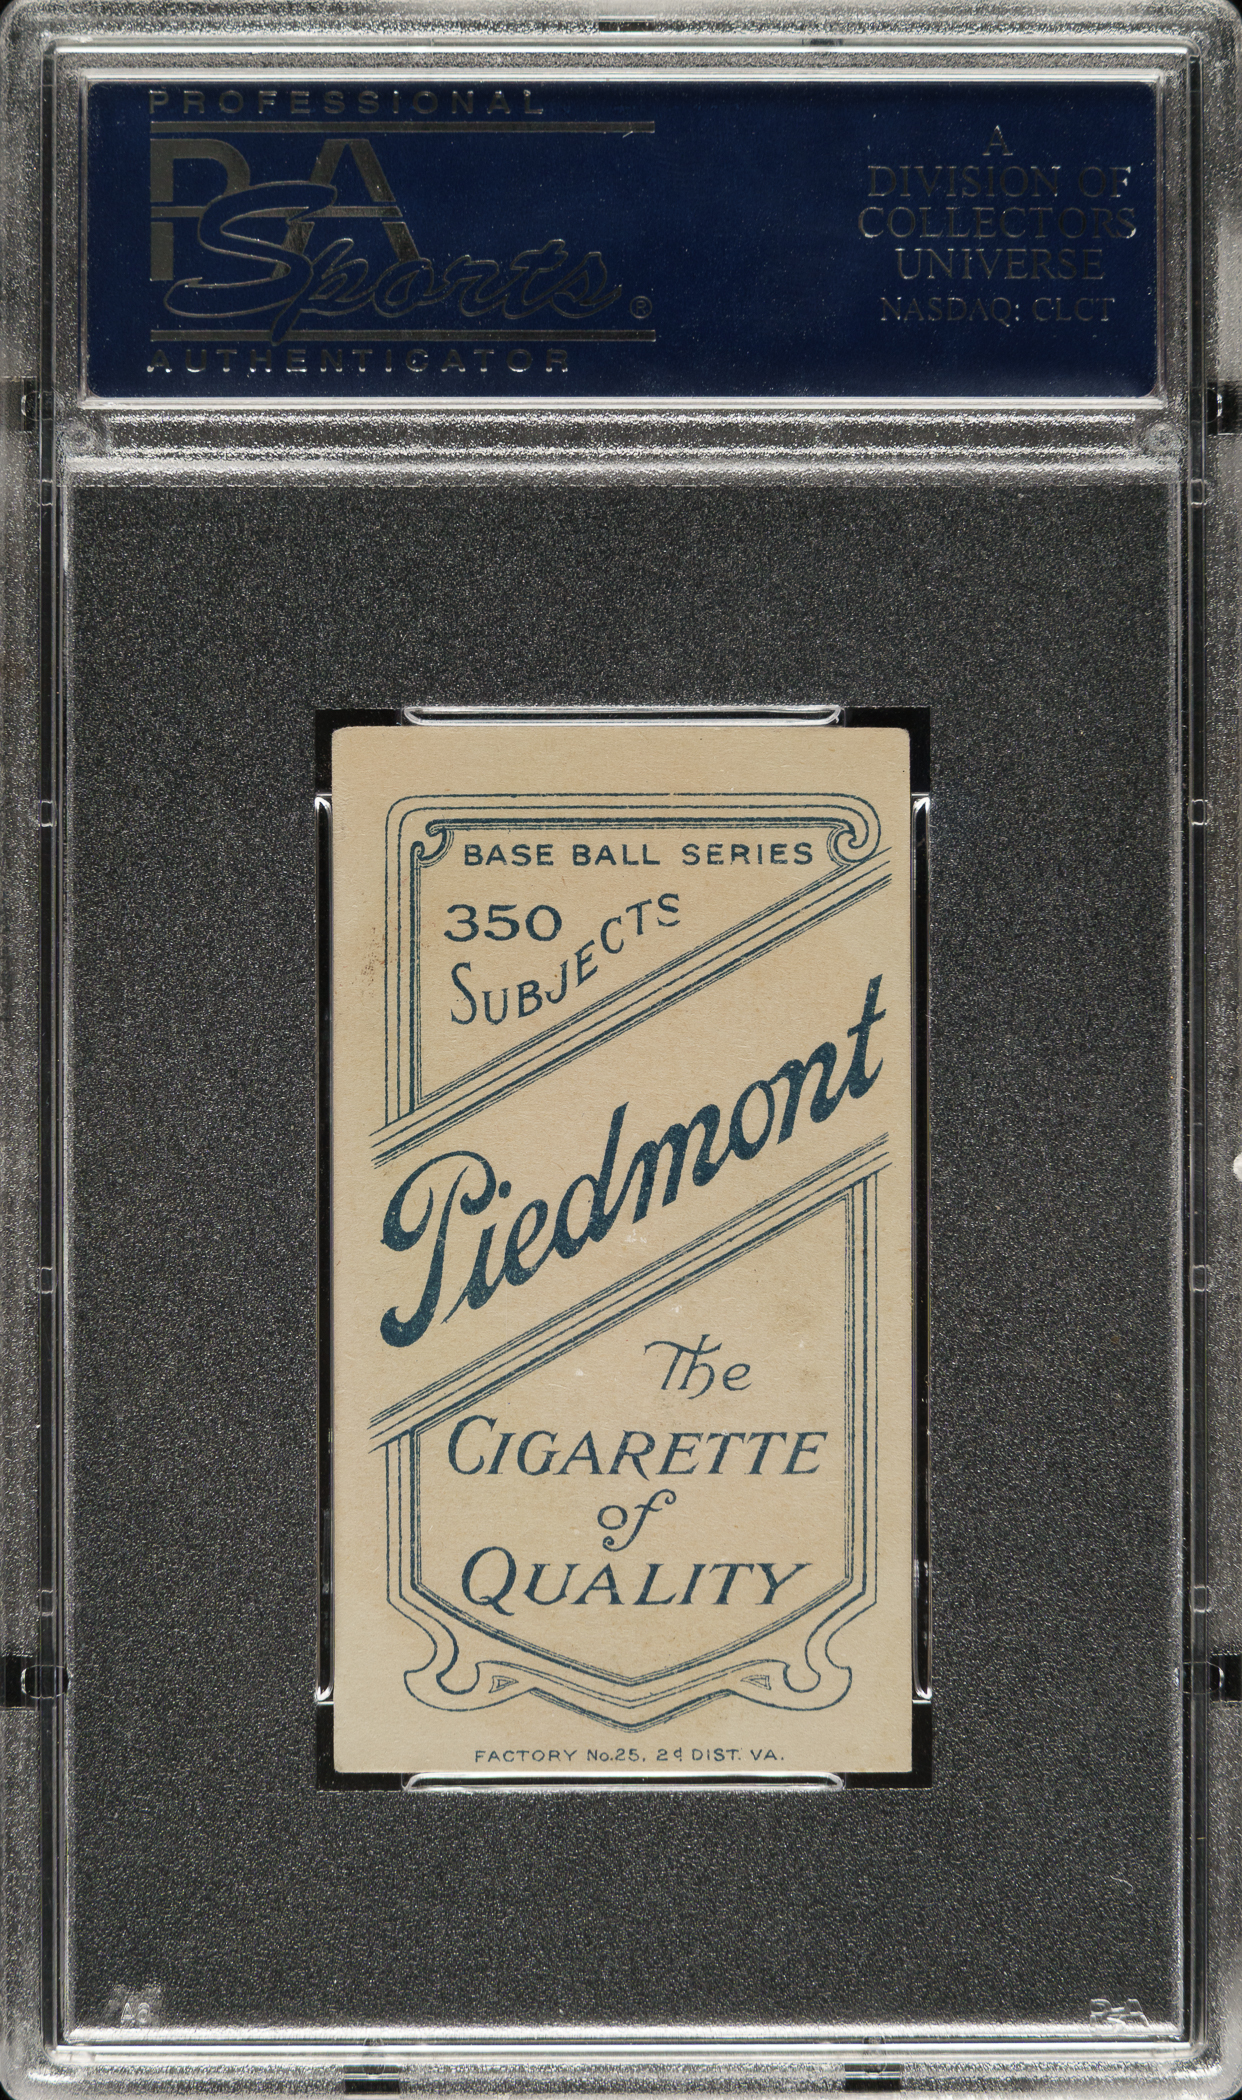 PROFESSIONAL
PSA
Sports®
AUTHENTICATOR
A
DIVISION OF
COLLECTORS
UNIVERSE
NASDAQ: CLCT
BASE BALL SERIES
350
SUBJECTS
Piedmont
The
CIGARETTE
of
QUALITY
FACTORY No.25, 2d DIST. VA.
PSA